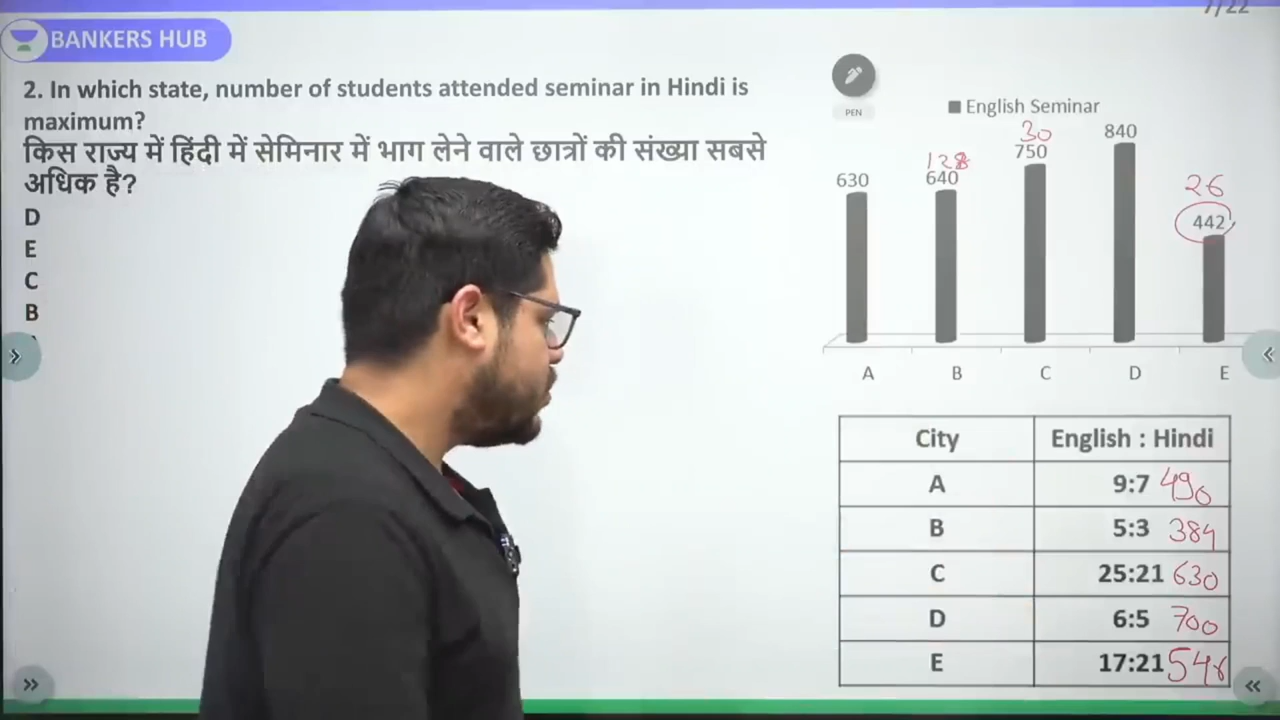 7/22
BANKERS HUB
2. In which state, number of students attended seminar in Hindi is
maximum?
किस राज्य में हिंदी में सेमिनार में भाग लेने वाले छात्रों की संख्या सबसे
अधिक है?
D
E
C
B
PEN
English Seminar
30
840
128
750
630
640
26
442
A B C D E
City English : Hindi
A 9:7 490
B 5:3 384
C 25:21 630
D 6:5 700
E 17:21 546